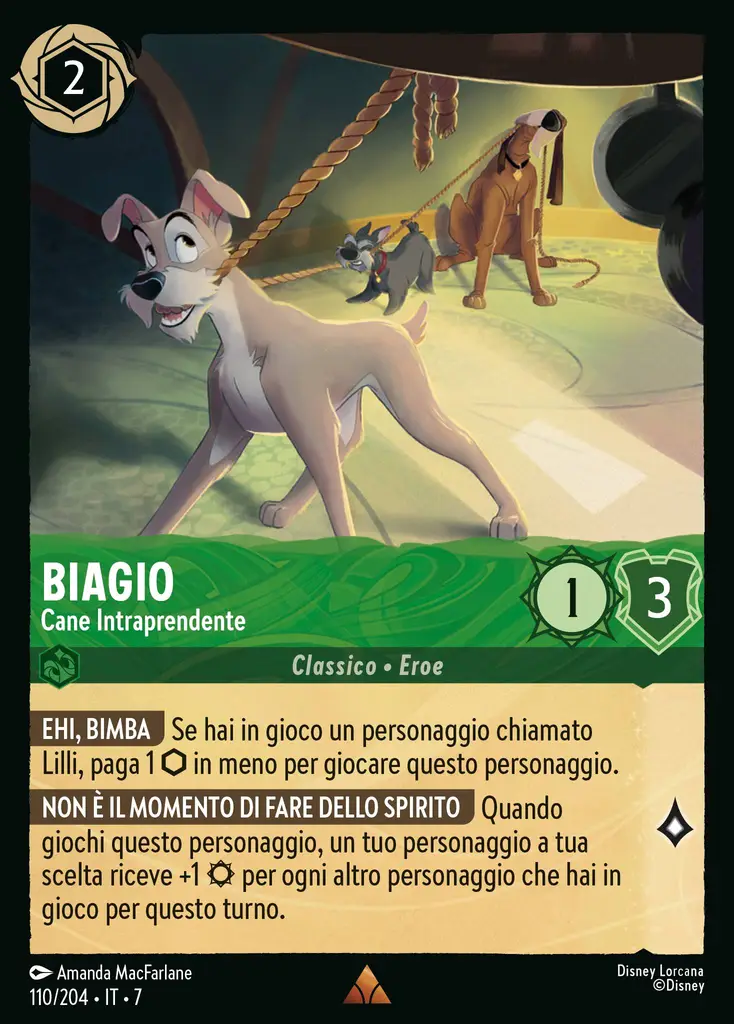 2
BIAGIO
Cane Intraprendente
1
3
Classico • Eroe
EHI, BIMBA Se hai in gioco un personaggio chiamato
Lilli, paga 1 ⬡ in meno per giocare questo personaggio.
NON È IL MOMENTO DI FARE DELLO SPIRITO Quando
giochi questo personaggio, un tuo personaggio a tua
scelta riceve +1 ¤ per ogni altro personaggio che hai in
gioco per questo turno.
Amanda MacFarlane
110/204 • IT • 7
Disney Lorcana
©Disney